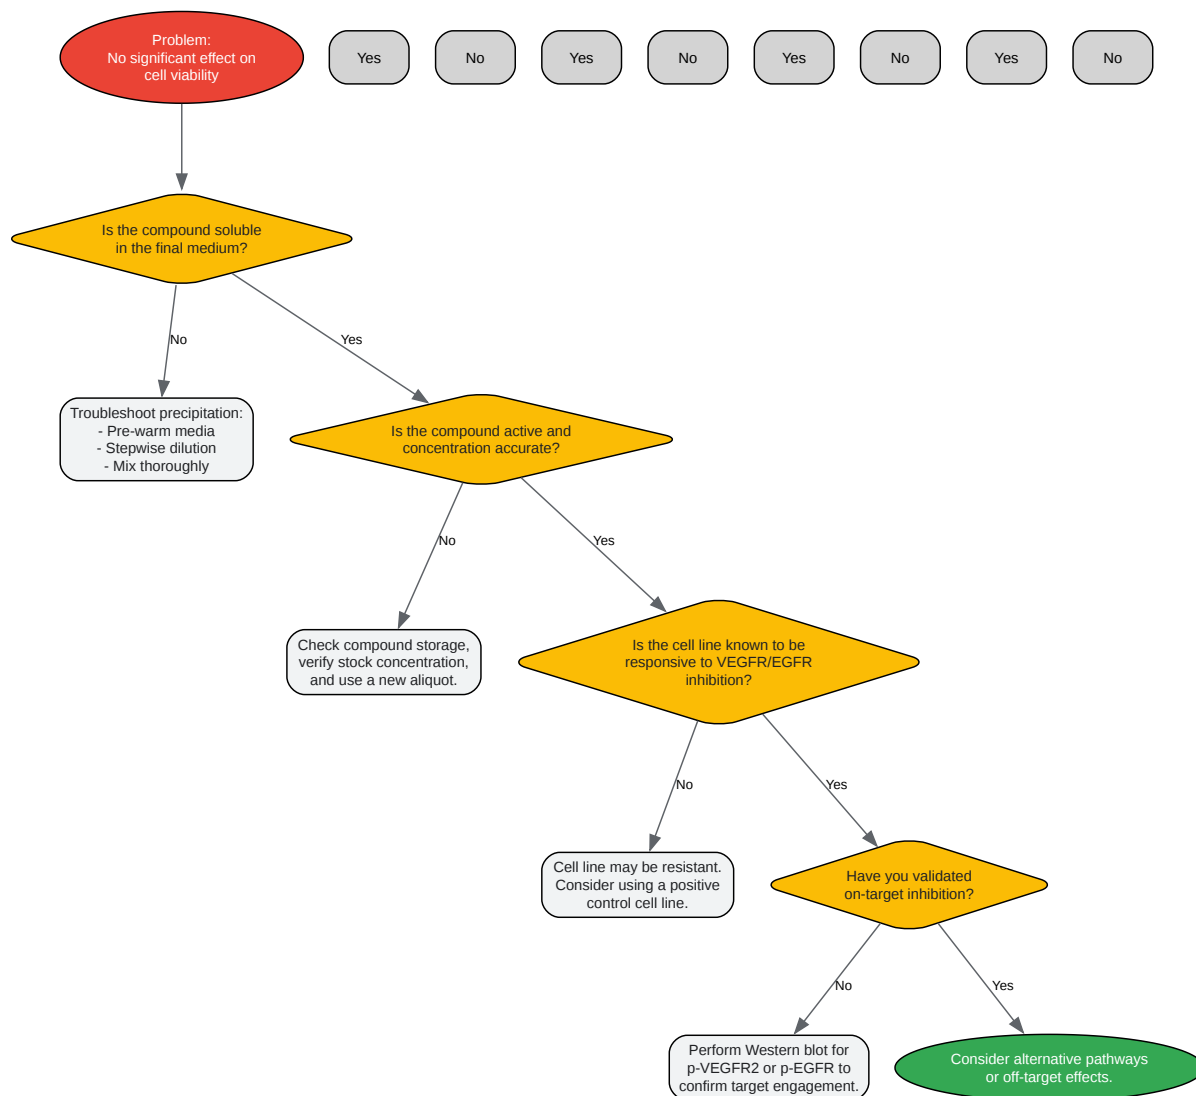 Problem:
No significant effect on
cell viability
Yes
No
Yes
No
Yes
No
Yes
No
Is the compound soluble
in the final medium?
No
Yes
Troubleshoot precipitation:
- Pre-warm media
- Stepwise dilution
- Mix thoroughly
Is the compound active and
concentration accurate?
No
Yes
Check compound storage,
verify stock concentration,
and use a new aliquot.
Is the cell line known to be
responsive to VEGFR/EGFR
inhibition?
No
Yes
Cell line may be resistant.
Consider using a positive
control cell line.
Have you validated
on-target inhibition?
No
Yes
Perform Western blot for
p-VEGFR2 or p-EGFR to
confirm target engagement.
Consider alternative pathways
or off-target effects.